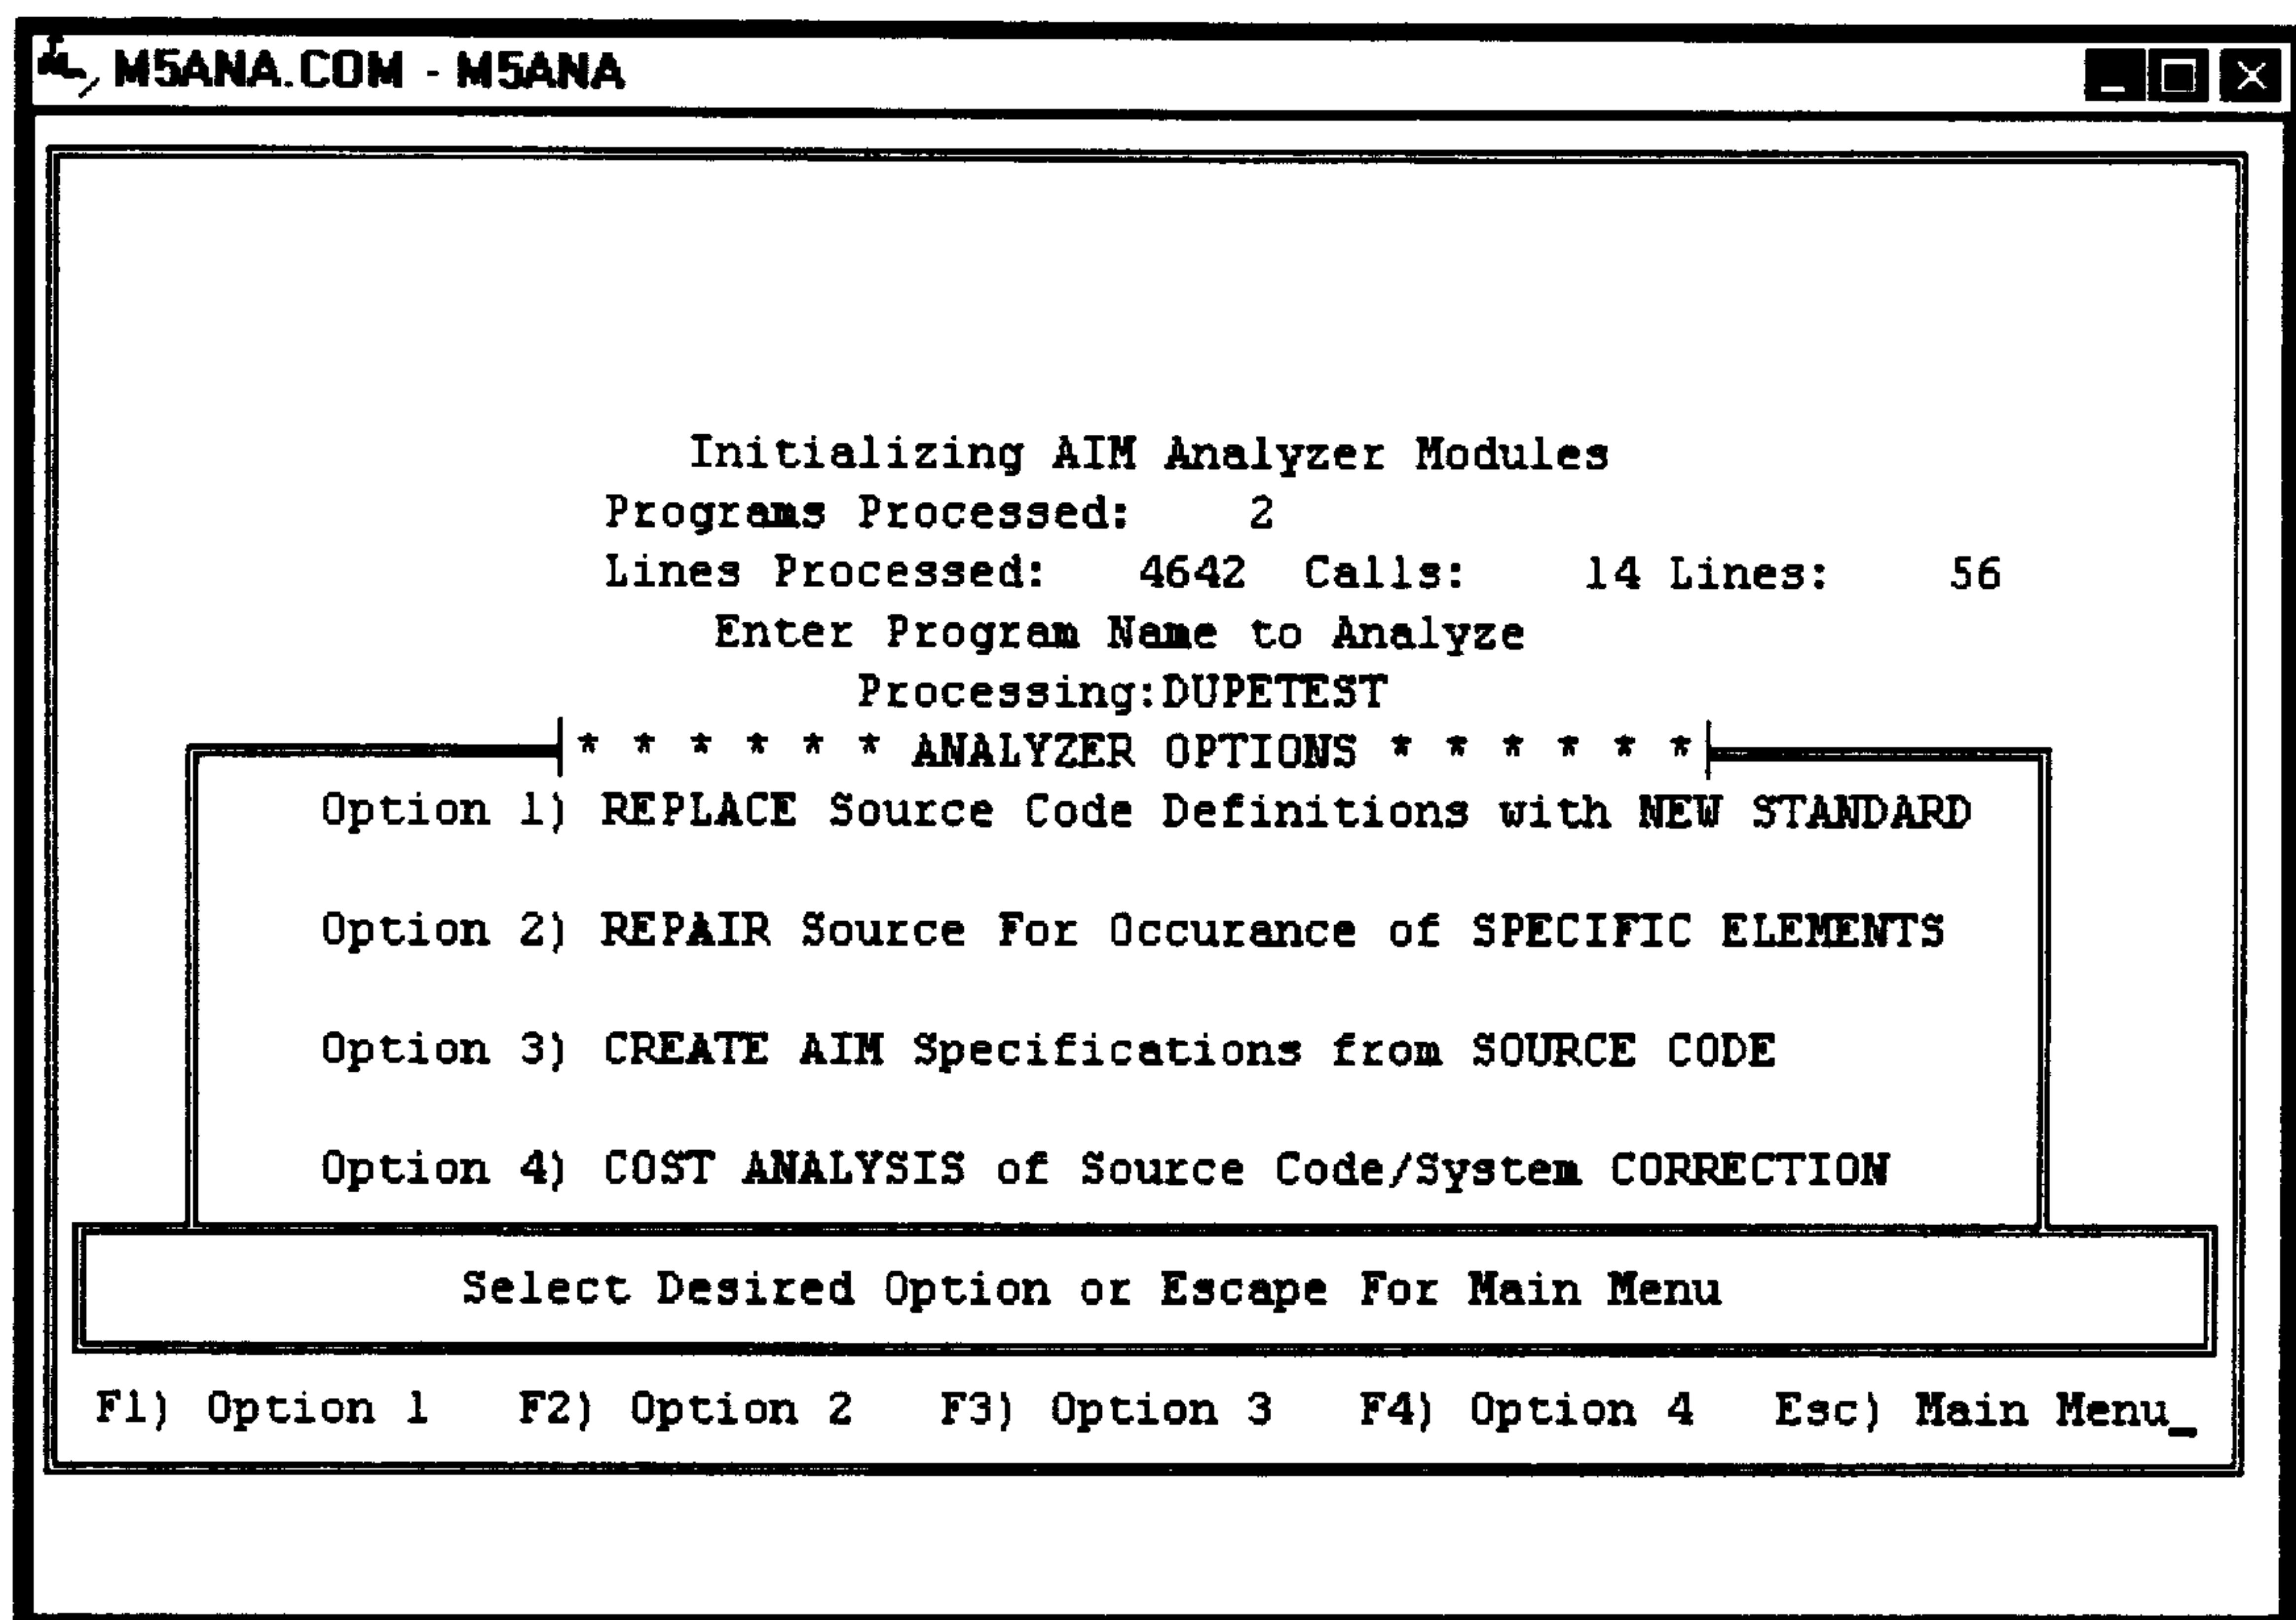 M5ANA.COM - M5ANA
Initializing AIM Analyzer Modules
Programs Processed: 2
Lines Processed: 4642 Calls: 14 Lines: 56
Enter Program Name to Analyze
Processing:DUPETEST
* * * * * * ANALYZER OPTIONS * * * * * *
Option 1) REPLACE Source Code Definitions with NEW STANDARD
Option 2) REPAIR Source For Occurance of SPECIFIC ELEMENTS
Option 3) CREATE AIM Specifications from SOURCE CODE
Option 4) COST ANALYSIS of Source Code/System CORRECTION
Select Desired Option or Escape For Main Menu
F1) Option 1 F2) Option 2 F3) Option 3 F4) Option 4 Esc) Main Menu_